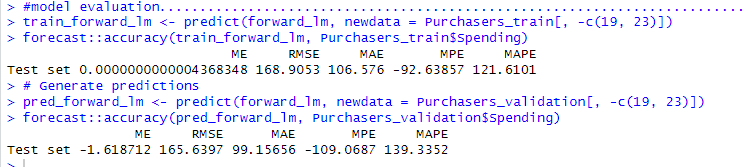 > #model evaluation........................................................................
> train_forward_lm <- predict(forward_lm, newdata = Purchasers_train[, -c(19, 23)])
> forecast::accuracy(train_forward_lm, Purchasers_train$Spending)
ME RMSE MAE MPE MAPE
Test set 0.0000000000004368348 168.9053 106.576 -92.63857 121.6101
> # Generate predictions
> pred_forward_lm <- predict(forward_lm, newdata = Purchasers_validation[, -c(19, 23)])
> forecast::accuracy(pred_forward_lm, Purchasers_validation$Spending)
ME RMSE MAE MPE MAPE
Test set -1.618712 165.6397 99.15656 -109.0687 139.3352
>